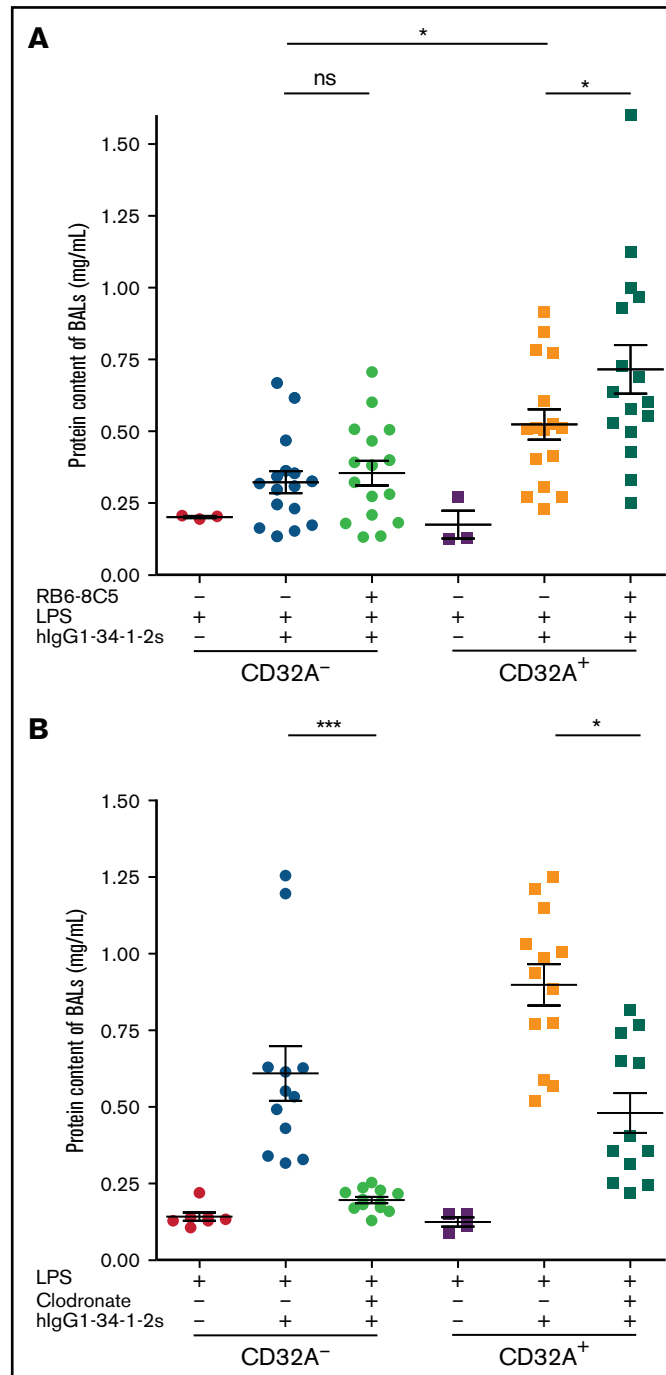 A
*
ns
*
Protein content of BALs (mg/mL)
1.50
1.25
1.00
0.75
0.50
0.25
0.00
RB6-8C5 – – + – – +
LPS + + + + + +
hIgG1-34-1-2s – + + – + +
CD32A– CD32A+
B
***
*
Protein content of BALs (mg/mL)
1.50
1.25
1.00
0.75
0.50
0.25
0.00
LPS + + + + + +
Clodronate – – + – – +
hIgG1-34-1-2s – + + – + +
CD32A– CD32A+